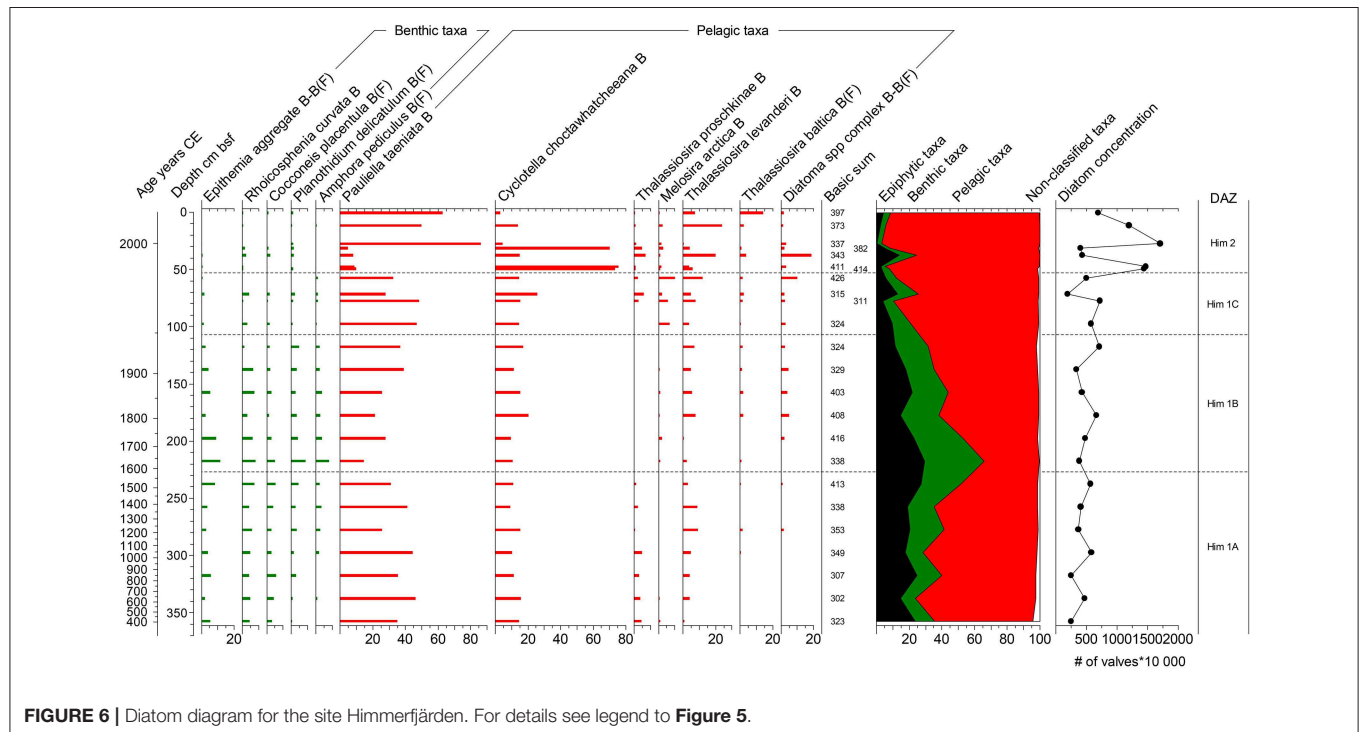 Benthic taxa
Pelagic taxa
Age years CE
Depth cm bsf
Epithemia aggregate B-B(F)
Rhoicosphenia curvata B
Cocconeis placentula B(F)
Planothidium delicatulum B(F)
Amphora pediculus B(F)
Pauliella taeniata B
Cyclotella choctawhatcheeana B
Thalassiosira proschkinae B
Melosira arctica B
Thalassiosira levanderi B
Thalassiosira baltica B(F)
Diatoma spp complex B-B(F)
Basic sum
Epiphytic taxa
Benthic taxa
Pelagic taxa
Non-classified taxa
Diatom concentration
DAZ
2000
1900
1800
1700
1600
1500
1400
1300
1200
1100
1000
900
800
700
600
500
400
0
50
100
150
200
250
300
350
397
373
337
382
343
411
414
426
315
311
324
324
329
403
408
416
338
413
338
353
349
307
302
323
Him 2
Him 1C
Him 1B
Him 1A
20
20 40 60 80
20 40 60 80
20
20
20
20 40 60 80 100
500 1000 1500 2000
# of valves*10 000
FIGURE 6 | Diatom diagram for the site Himmerfjärden. For details see legend to Figure 5.